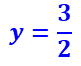 y = 3/2